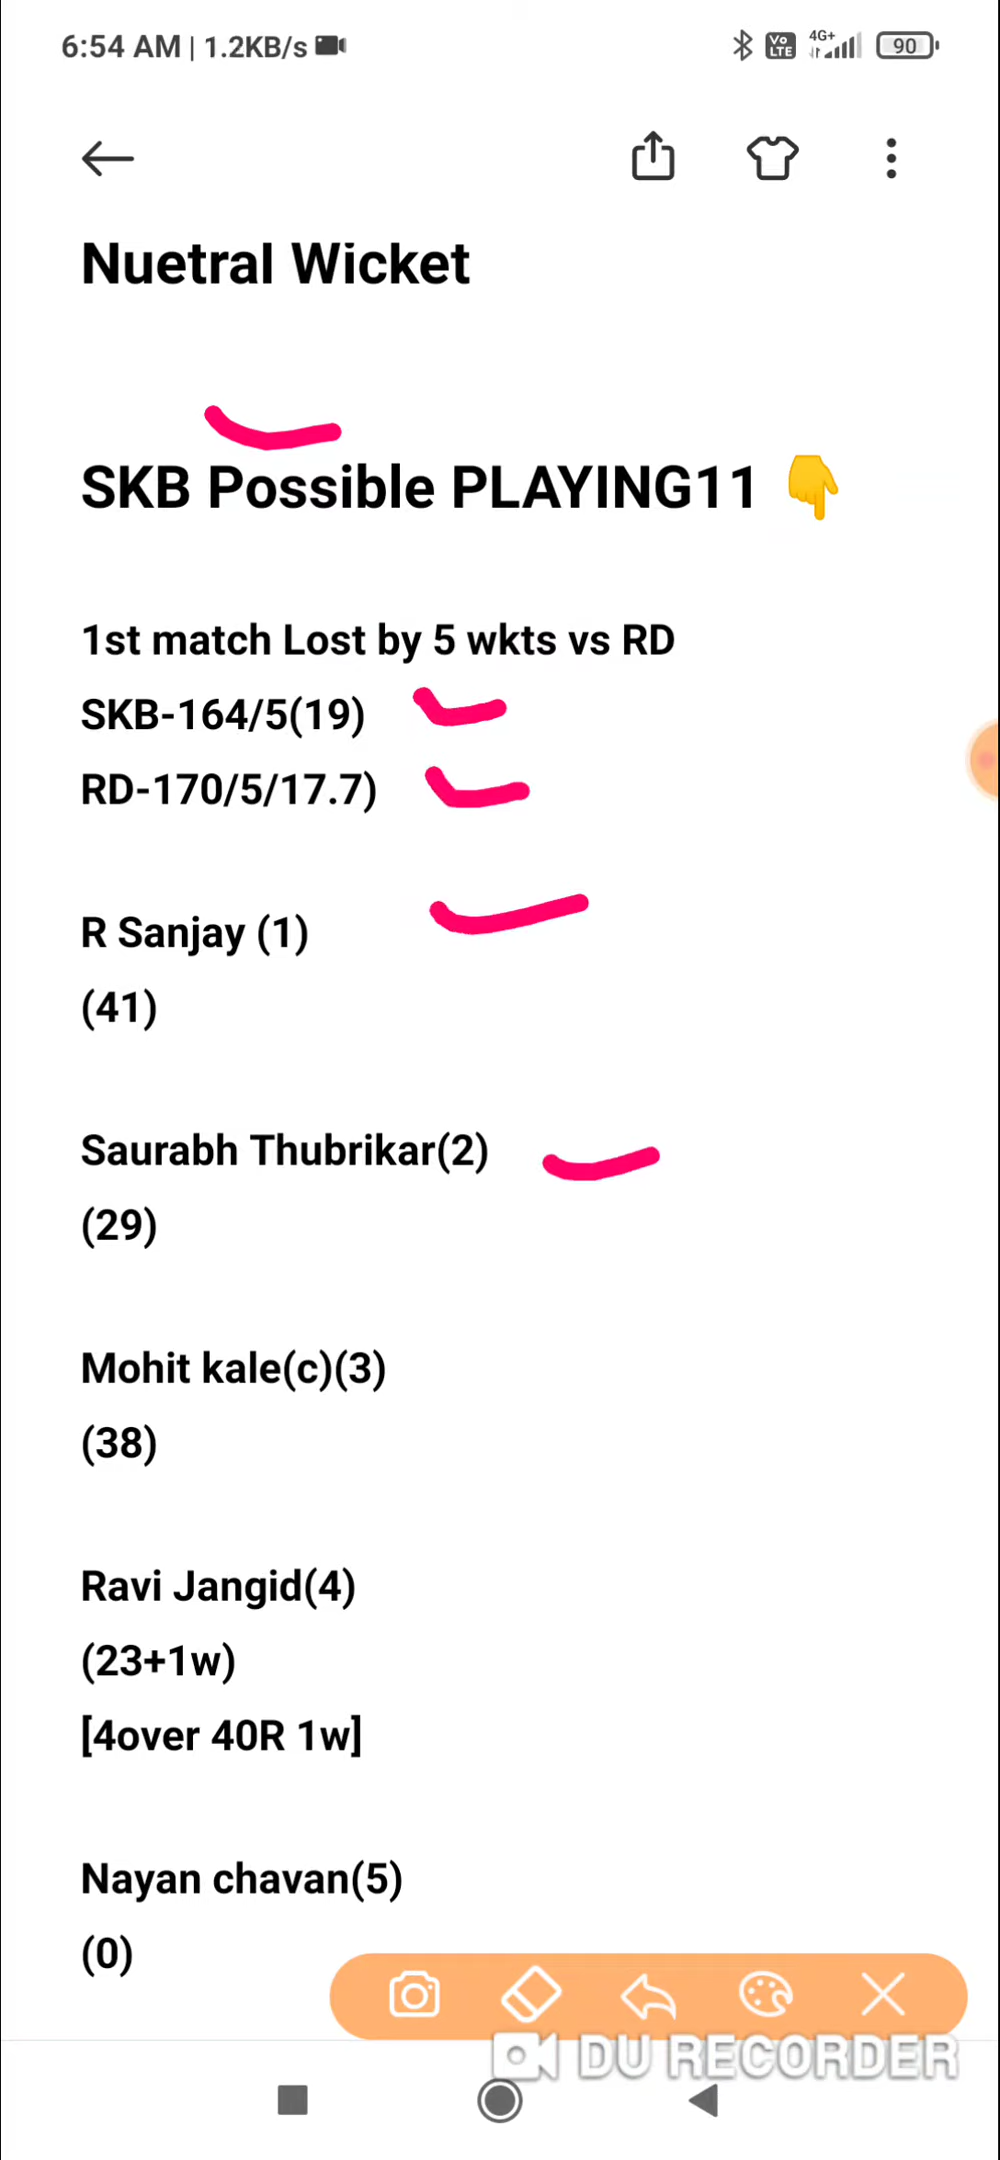 6:54 AM | 1.2KB/s
Vo LTE 4G+ 90
Nuetral Wicket
SKB Possible PLAYING11 👇
1st match Lost by 5 wkts vs RD
SKB-164/5(19)
RD-170/5/17.7)
R Sanjay (1)
(41)
Saurabh Thubrikar(2)
(29)
Mohit kale(c)(3)
(38)
Ravi Jangid(4)
(23+1w)
[4over 40R 1w]
Nayan chavan(5)
(0)
DU RECORDER